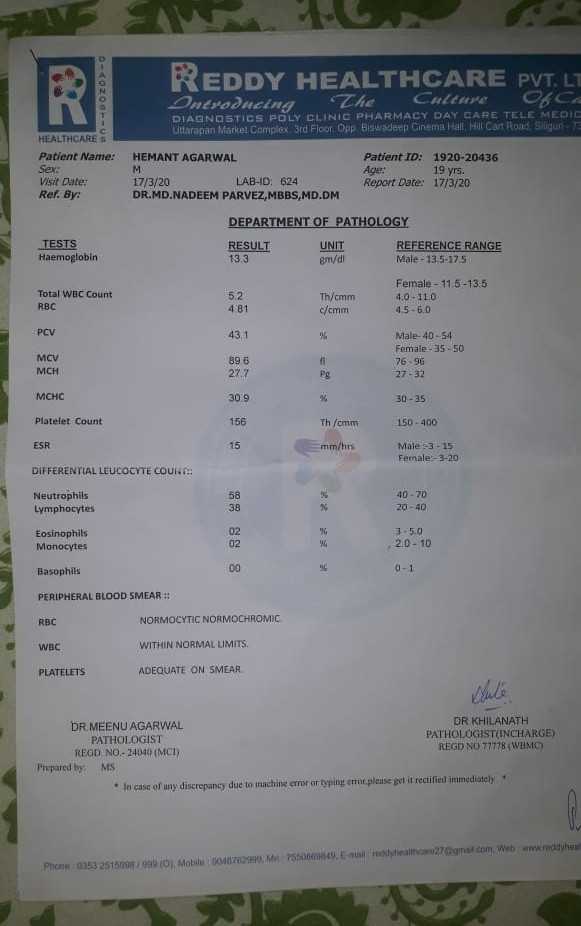 DIAGNOSTICS
R
HEALTHCARE
REDDY HEALTHCARE PVT. LT
Introducing The Culture Of Ca
DIAGNOSTICS POLY CLINIC PHARMACY DAY CARE TELE MEDIC
Uttarapan Market Complex, 3rd Floor, Opp. Biswadeep Cinema Hall, Hill Cart Road, Siliguri - 73
Patient Name: HEMANT AGARWAL Patient ID: 1920-20436
Sex: M Age: 19 yrs.
Visit Date: 17/3/20 LAB-ID: 624 Report Date: 17/3/20
Ref. By: DR.MD.NADEEM PARVEZ,MBBS,MD.DM
DEPARTMENT OF PATHOLOGY
TESTS RESULT UNIT REFERENCE RANGE
Haemoglobin 13.3 gm/dl Male - 13.5-17.5
Female - 11.5 -13.5
Total WBC Count 5.2 Th/cmm 4.0 - 11.0
RBC 4.81 c/cmm 4.5 - 6.0
PCV 43.1 % Male- 40 - 54
Female - 35 - 50
MCV 89.6 fl 76 - 96
MCH 27.7 Pg 27 - 32
MCHC 30.9 % 30 - 35
Platelet Count 156 Th /cmm 150 - 400
ESR 15 mm/hrs Male :-3 - 15
Female:- 3-20
DIFFERENTIAL LEUCOCYTE COUNT::
Neutrophils 58 % 40 - 70
Lymphocytes 38 % 20 - 40
Eosinophils 02 % 3 - 5.0
Monocytes 02 % 2.0 - 10
Basophils 00 % 0 - 1
PERIPHERAL BLOOD SMEAR ::
RBC NORMOCYTIC NORMOCHROMIC.
WBC WITHIN NORMAL LIMITS.
PLATELETS ADEQUATE ON SMEAR.
DR.MEENU AGARWAL DR KHILANATH
PATHOLOGIST PATHOLOGIST(INCHARGE)
REGD. NO.- 24040 (MCI) REGD NO 77778 (WBMC)
Prepared by: MS
* In case of any discrepancy due to machine error or typing error,please get it rectified immediately *
Phone : 0353 2515998 / 999 (O), Mobile : 9046762999, Mri : 7550869849, E-mail : reddyhealthcare27@gmail.com, Web : www.reddyheal